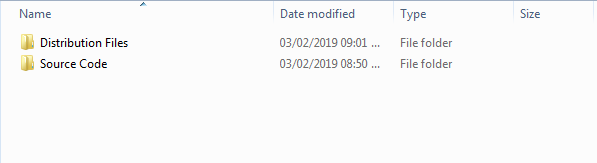 Name Date modified Type Size
Distribution Files 03/02/2019 09:01 ... File folder
Source Code 03/02/2019 08:50 ... File folder